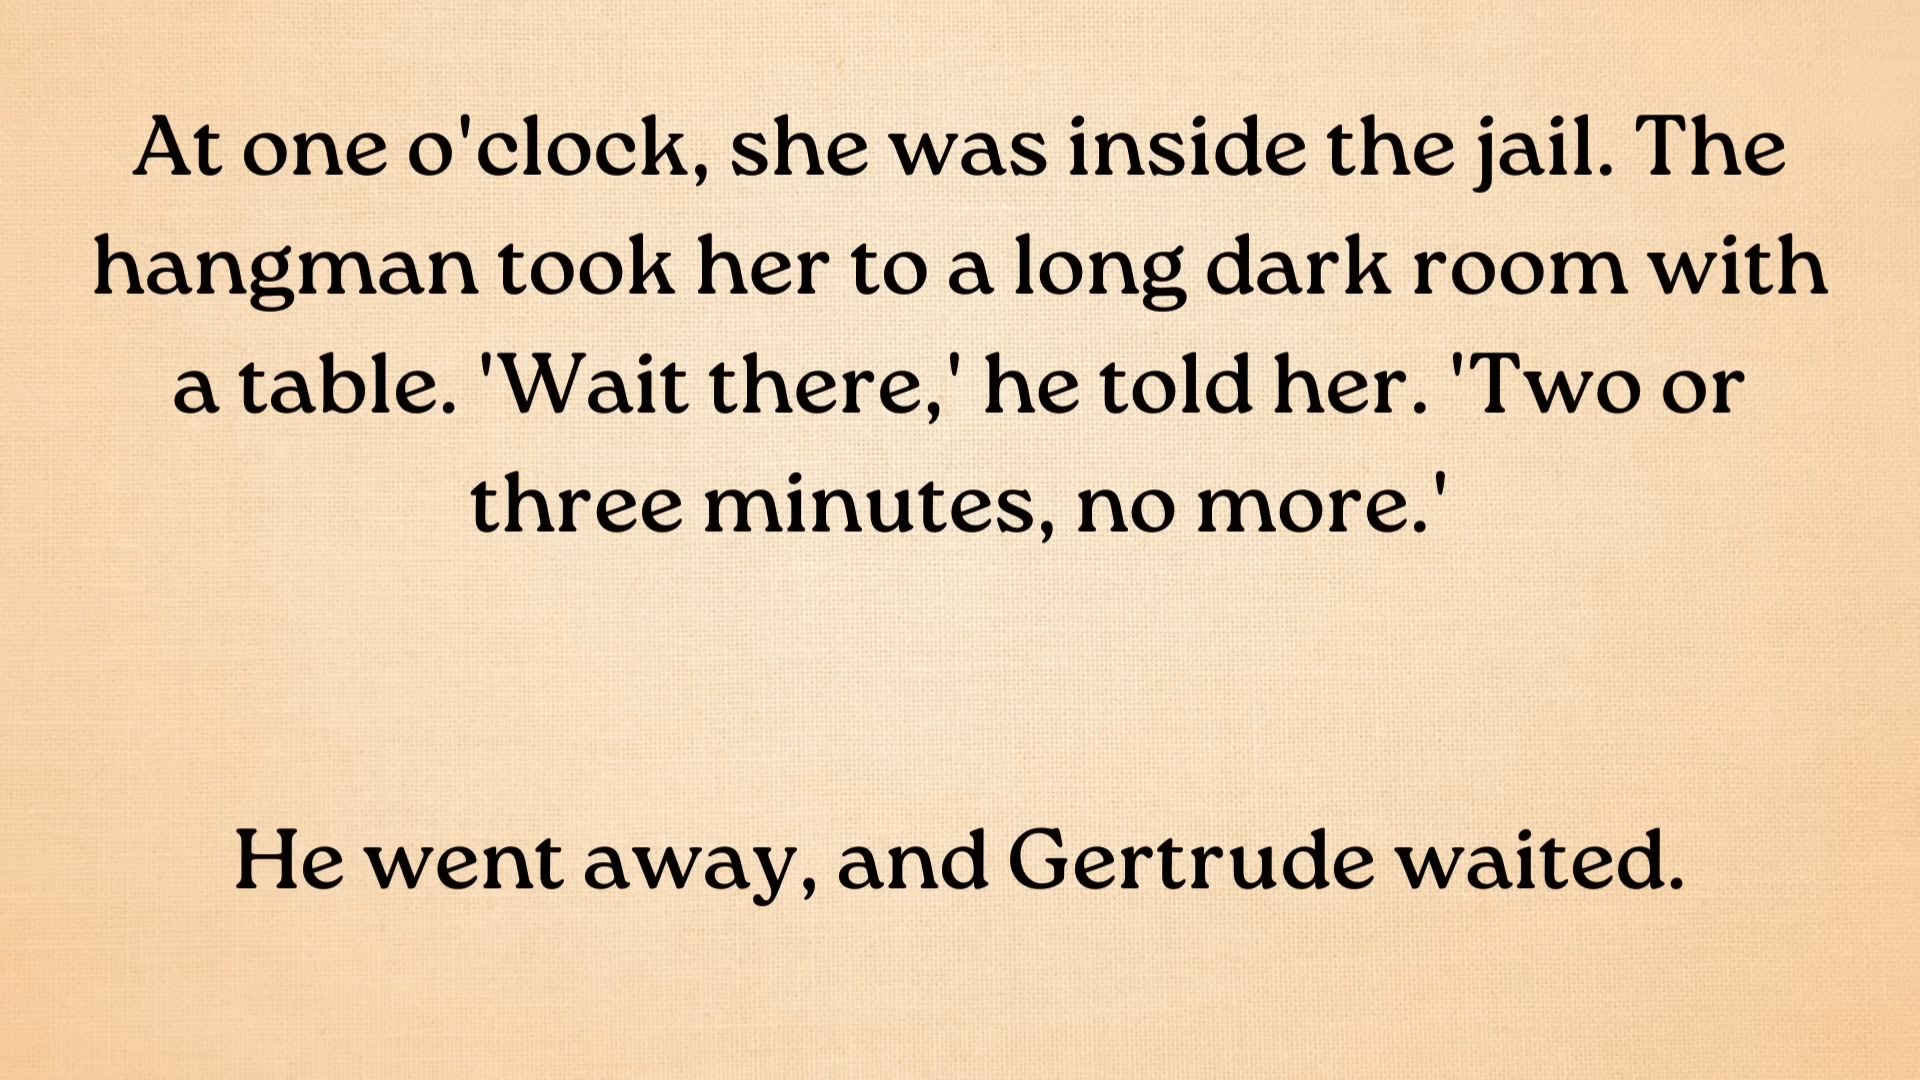 At one o'clock, she was inside the jail. The
hangman took her to a long dark room with
a table. 'Wait there,' he told her. 'Two or
three minutes, no more.'
He went away, and Gertrude waited.